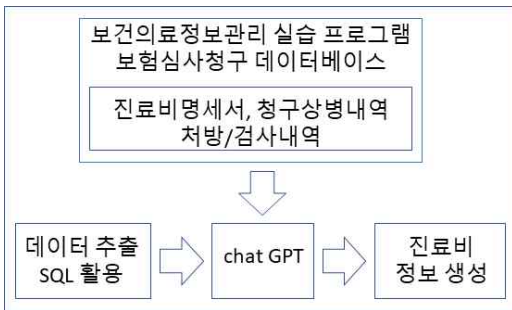 보건의료정보관리 실습 프로그램
보험심사청구 데이터베이스
진료비명세서, 청구상병내역
처방/검사내역
데이터 추출
SQL 활용
chat GPT
진료비
정보 생성